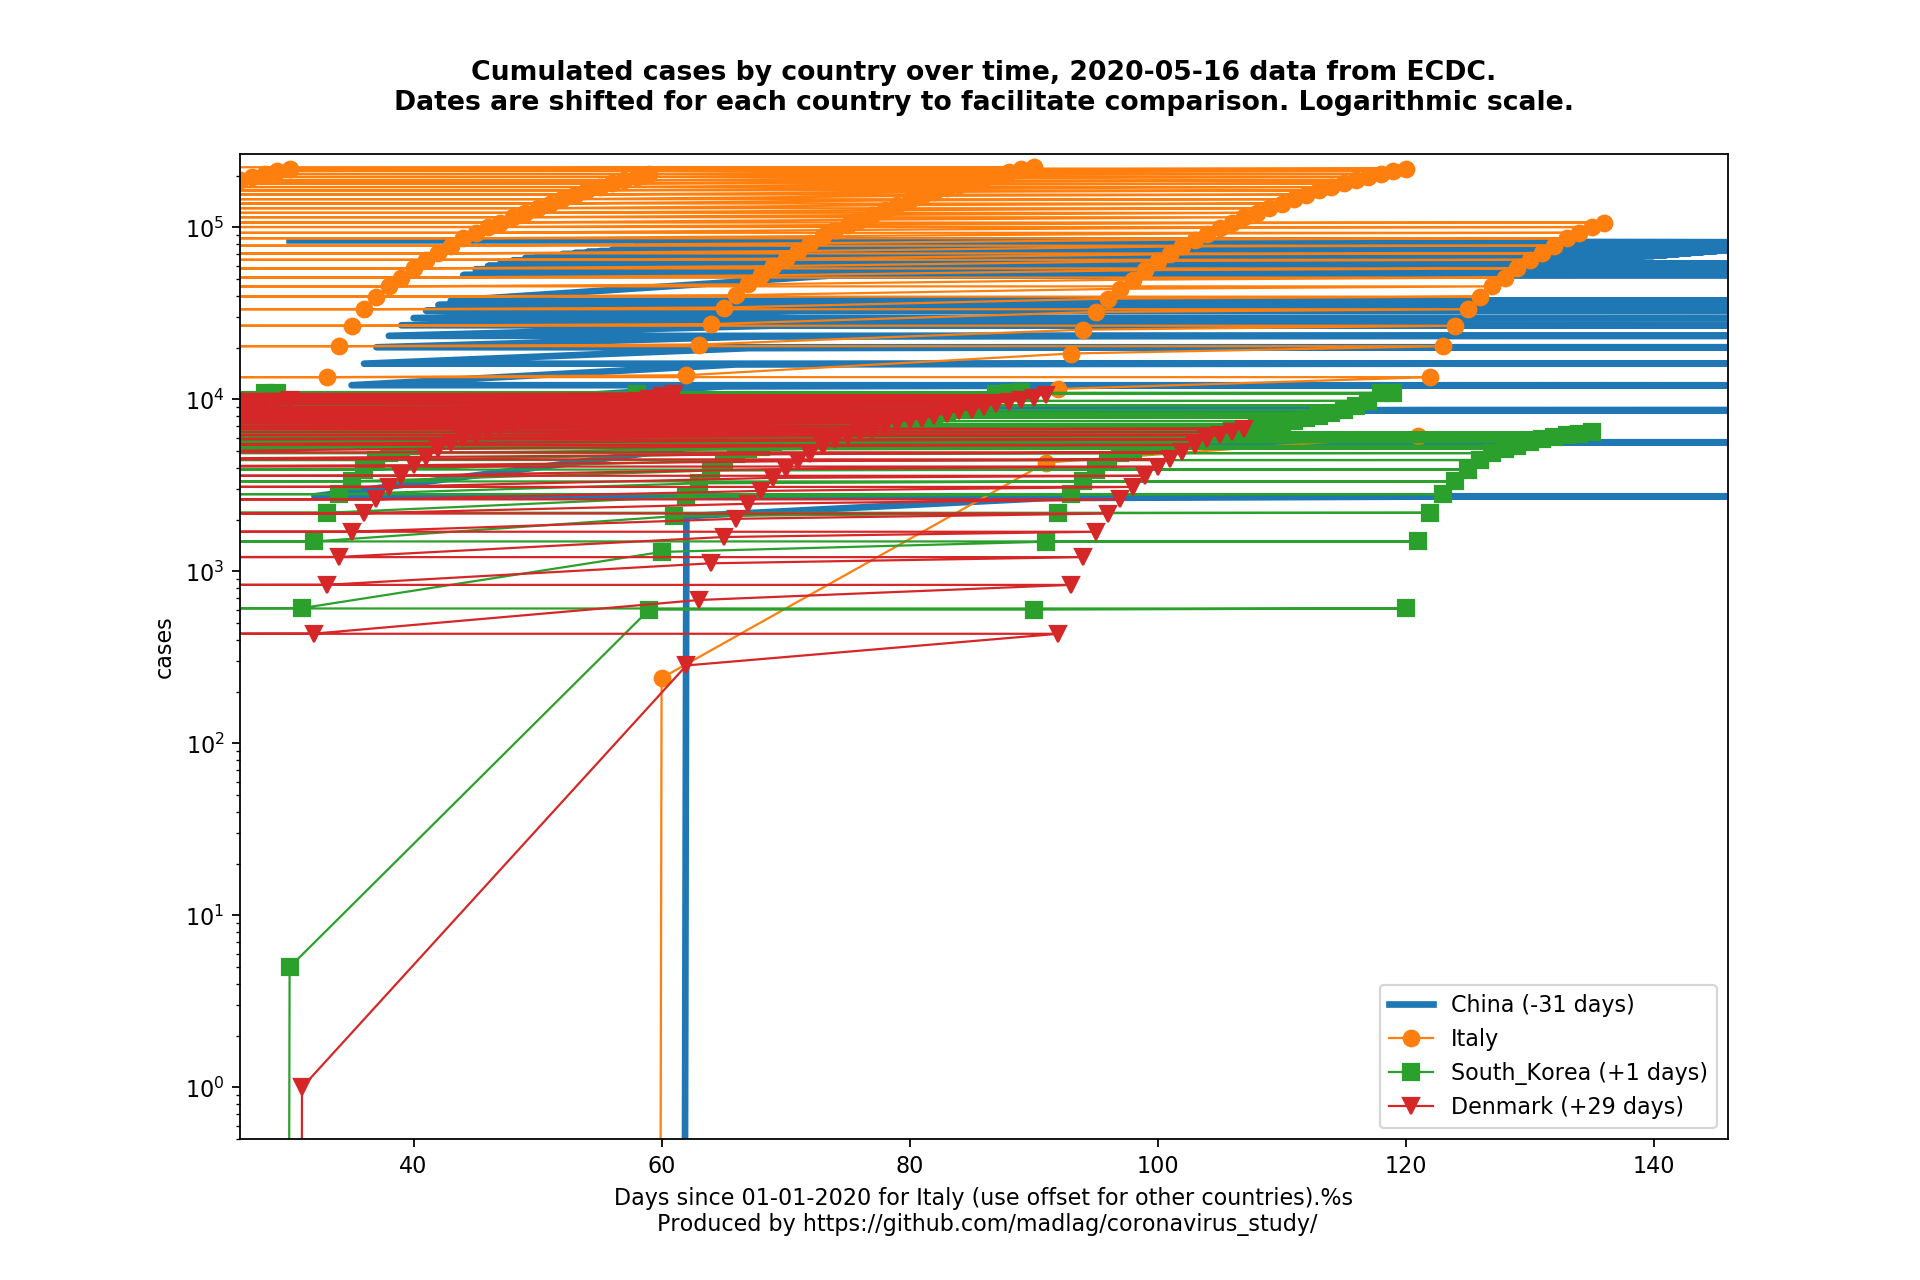 Cumulated cases by country over time, 2020-05-16 data from ECDC.
Dates are shifted for each country to facilitate comparison. Logarithmic scale.
cases
10⁵
10⁴
10³
10²
10¹
10⁰
40 60 80 100 120 140
China (-31 days)
Italy
South_Korea (+1 days)
Denmark (+29 days)
Days since 01-01-2020 for Italy (use offset for other countries).%s
Produced by https://github.com/madlag/coronavirus_study/